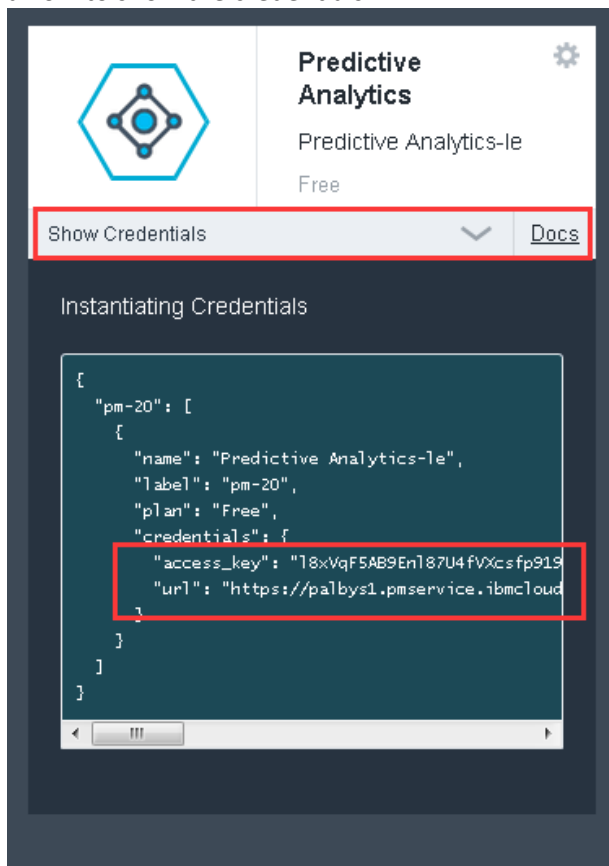 Predictive
Analytics
Predictive Analytics-le
Free
Show Credentials
Docs
Instantiating Credentials
{
"pm-20": [
{
"name": "Predictive Analytics-le",
"label": "pm-20",
"plan": "Free",
"credentials": {
"access_key": "l8xVqF5AB9Enl87U4fVXcsfp919
"url": "https://palbys1.pmservice.ibmcloud
}
}
]
}